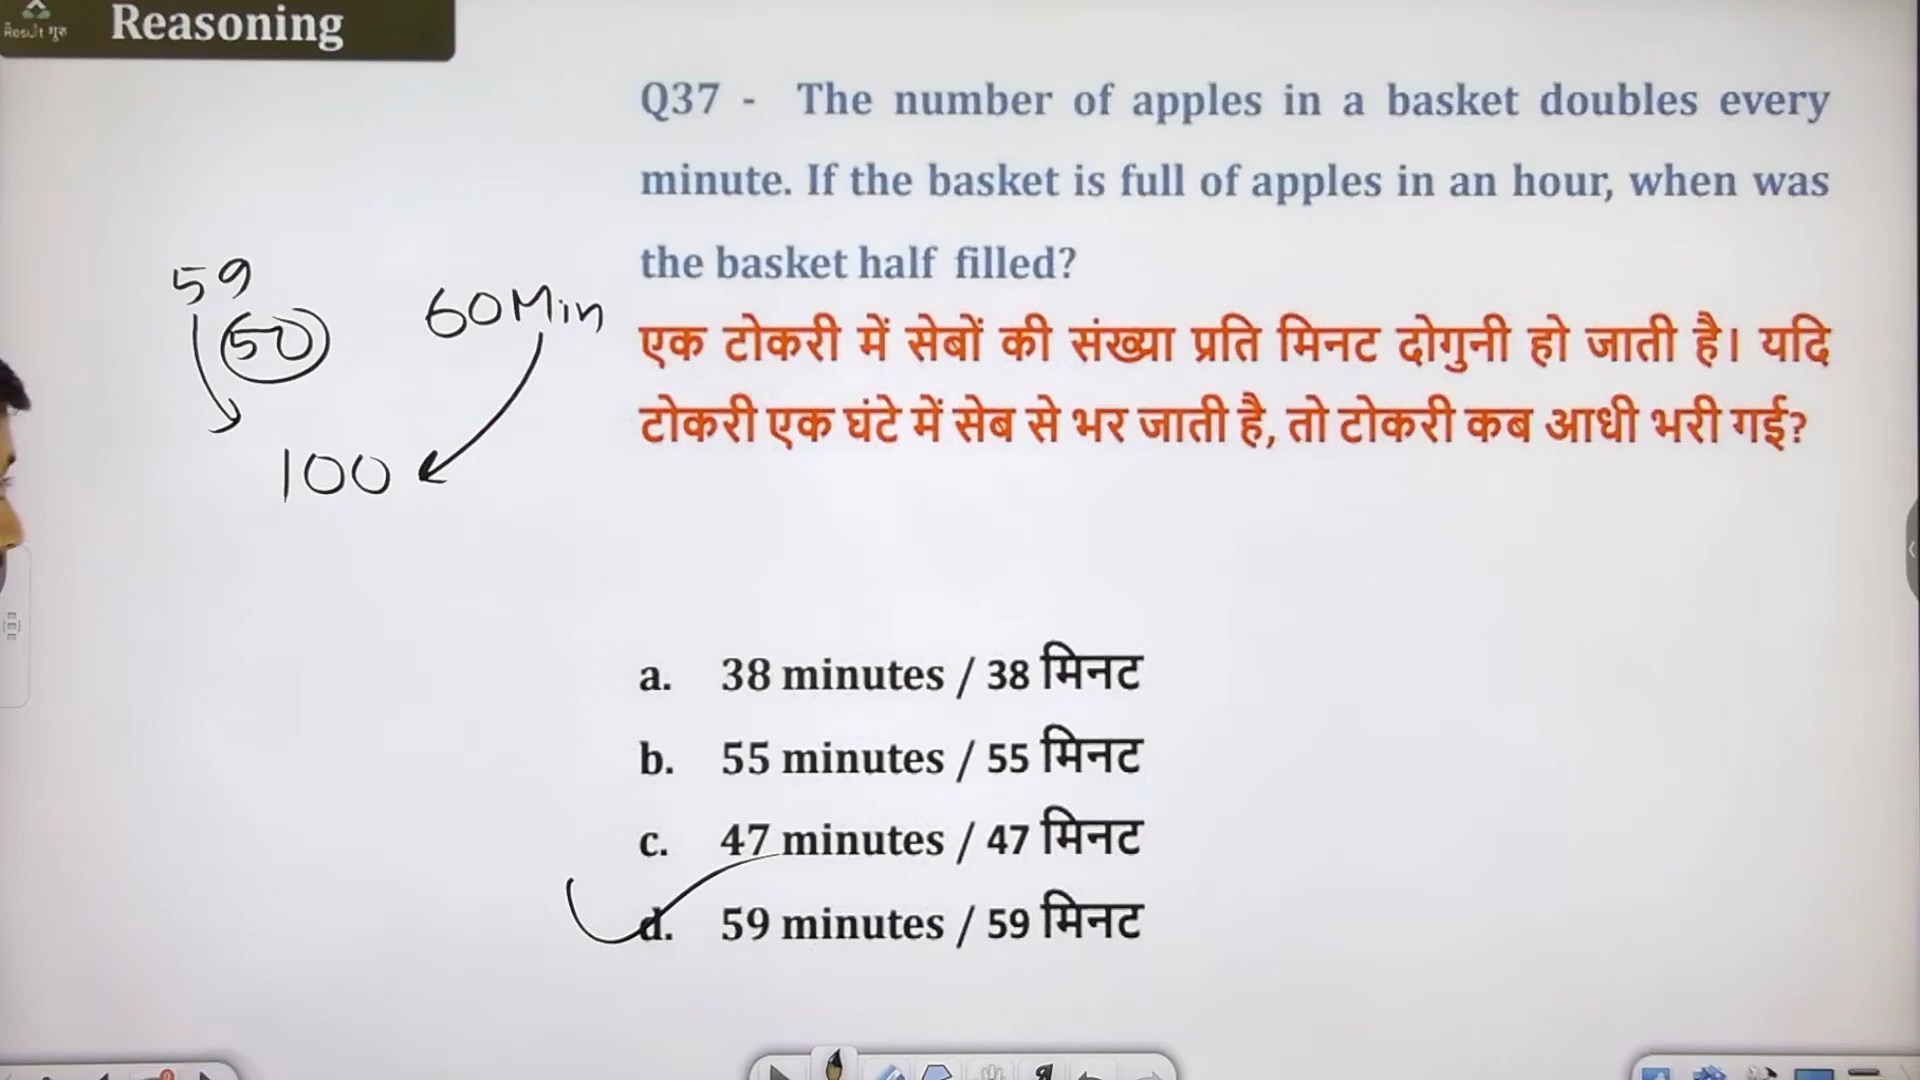 Result गुरु
Reasoning
Q37 - The number of apples in a basket doubles every
minute. If the basket is full of apples in an hour, when was
the basket half filled?
एक टोकरी में सेबों की संख्या प्रति मिनट दोगुनी हो जाती है। यदि
टोकरी एक घंटे में सेब से भर जाती है, तो टोकरी कब आधी भरी गई?
59
50
60 Min
100
a. 38 minutes / 38 मिनट
b. 55 minutes / 55 मिनट
c. 47 minutes / 47 मिनट
d. 59 minutes / 59 मिनट